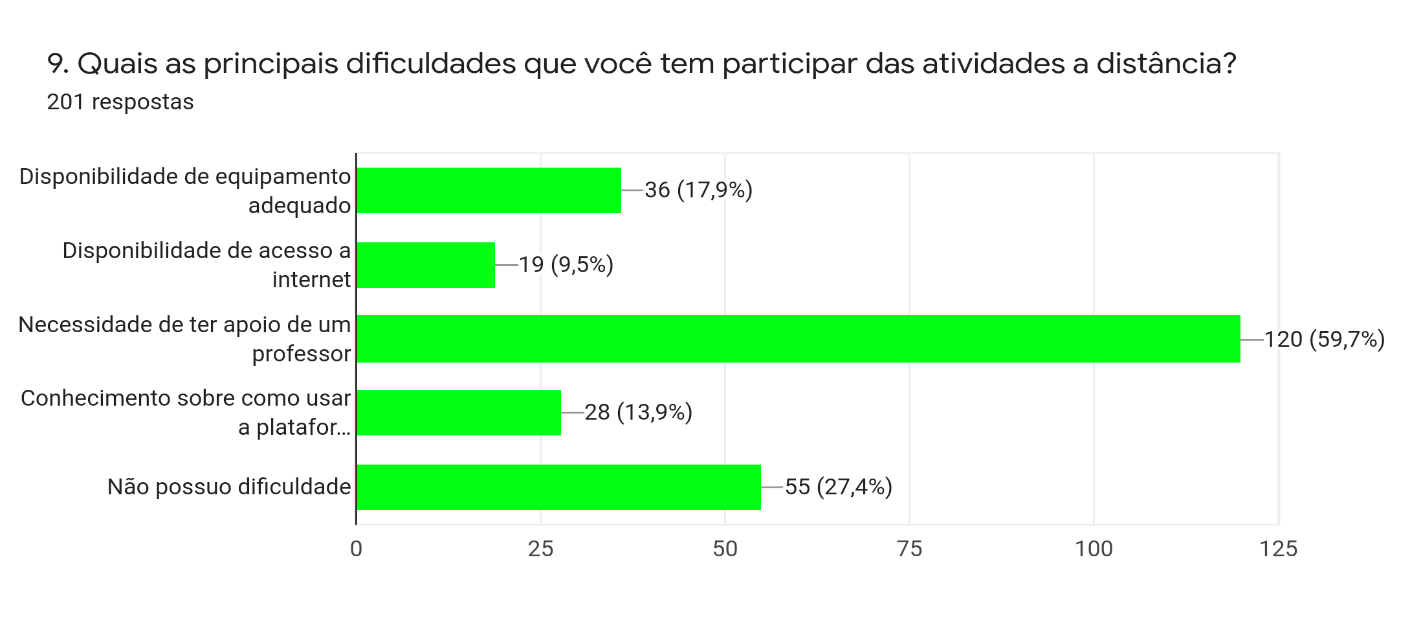 9. Quais as principais dificuldades que você tem participar das atividades a distância?
201 respostas
Disponibilidade de equipamento
adequado
36 (17,9%)
Disponibilidade de acesso a
internet
19 (9,5%)
Necessidade de ter apoio de um
professor
120 (59,7%)
Conhecimento sobre como usar
a platafor...
28 (13,9%)
Não possuo dificuldade
55 (27,4%)
0 25 50 75 100 125